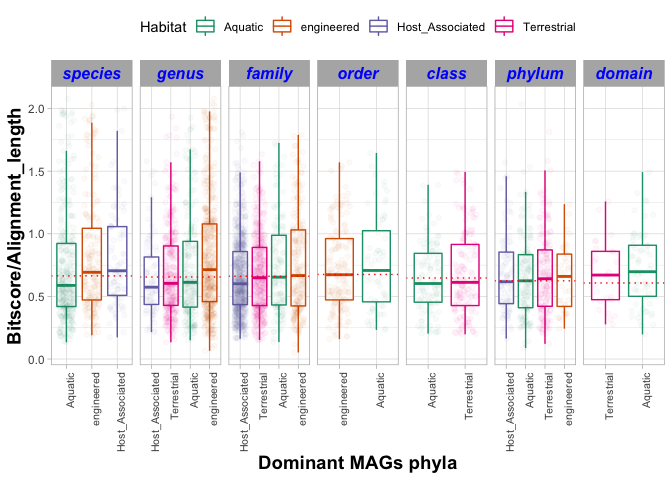 Habitat Aquatic engineered Host_Associated Terrestrial
species genus family order class phylum domain
Bitscore/Alignment_length
2.0
1.5
1.0
0.5
0.0
Aquatic
engineered
Host_Associated
Host_Associated
Terrestrial
Aquatic
engineered
Host_Associated
Terrestrial
Aquatic
engineered
engineered
Aquatic
Aquatic
Terrestrial
Host_Associated
Aquatic
Terrestrial
engineered
Terrestrial
Aquatic
Dominant MAGs phyla